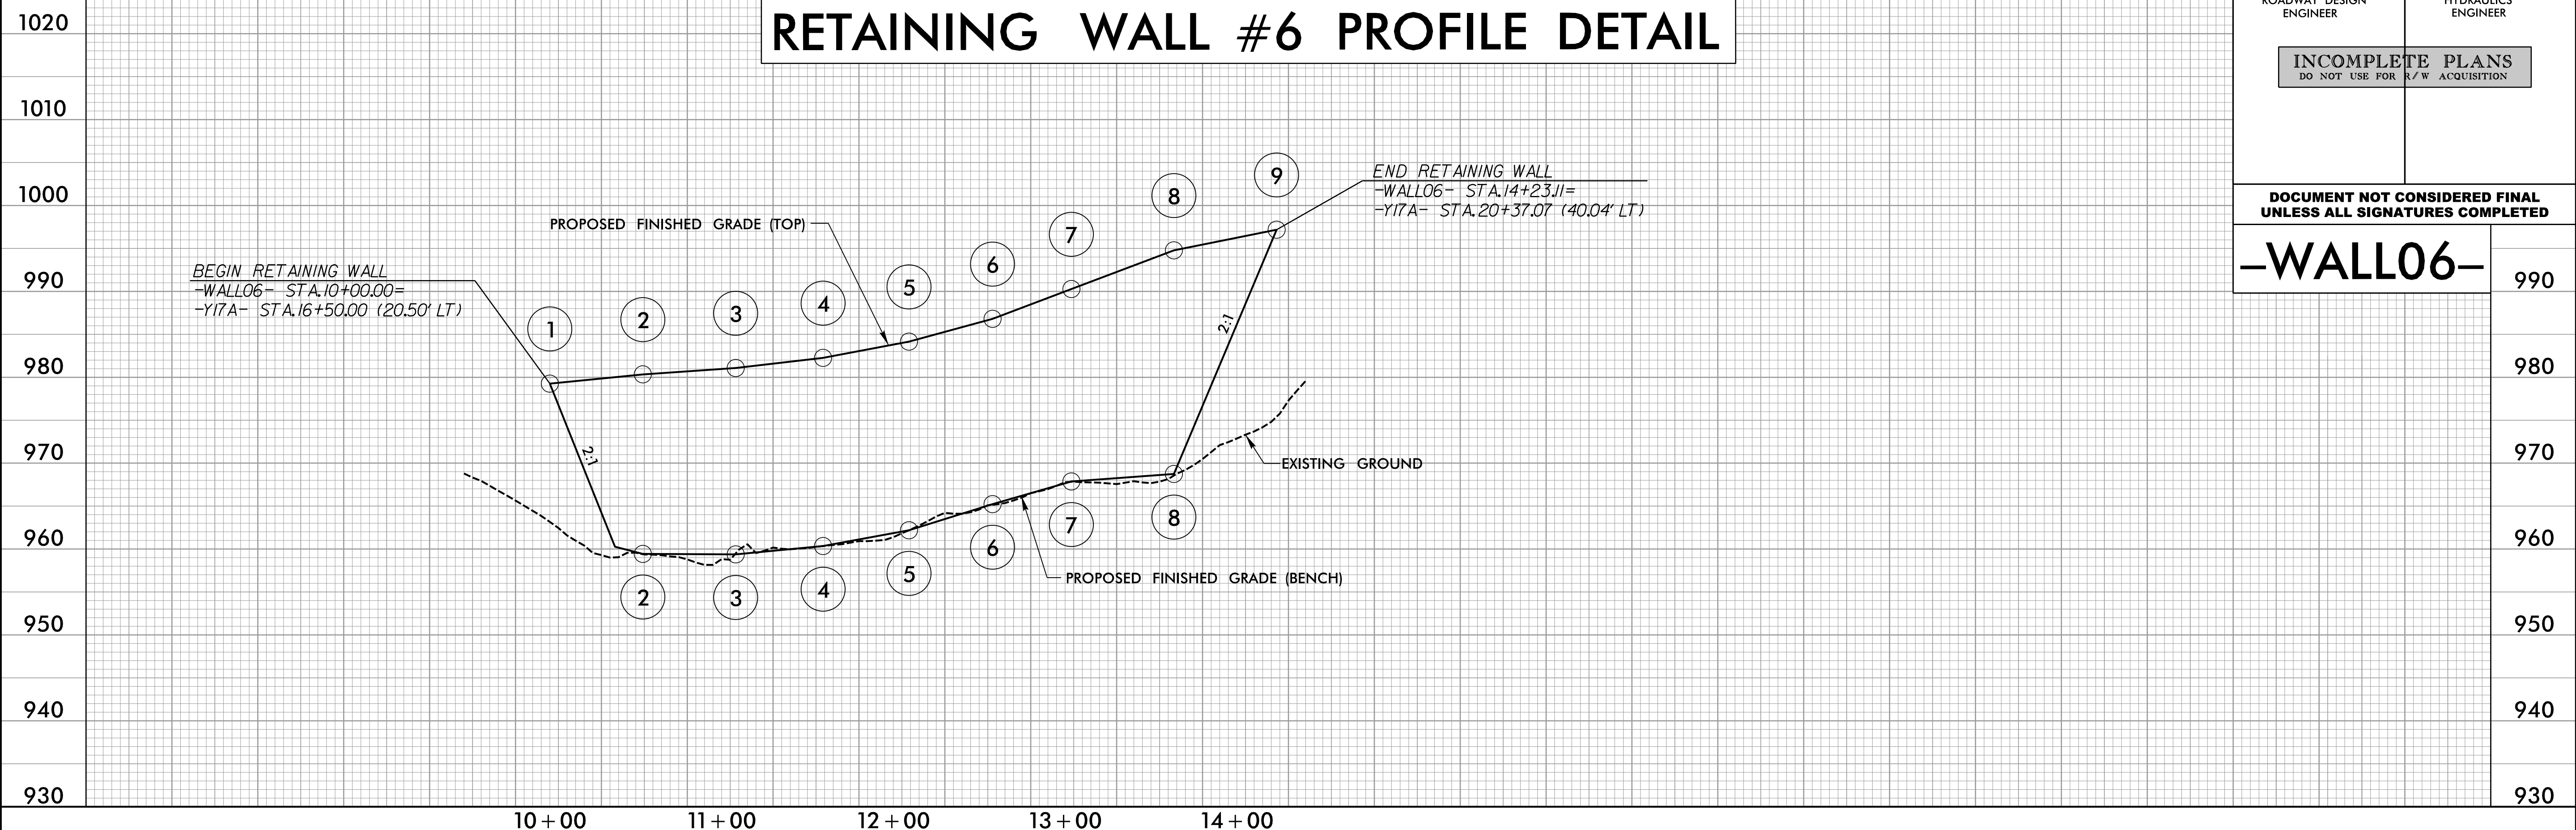 RETAINING WALL #6 PROFILE DETAIL
ROADWAY DESIGN
ENGINEER
HYDRAULICS
ENGINEER
INCOMPLETE PLANS
DO NOT USE FOR R/W ACQUISITION
DOCUMENT NOT CONSIDERED FINAL
UNLESS ALL SIGNATURES COMPLETED
-WALL06-
1020
1010
1000
990
980
970
960
950
940
930
BEGIN RETAINING WALL
-WALL06- STA.10+00.00=
-Y17A- STA.16+50.00 (20.50' LT)
PROPOSED FINISHED GRADE (TOP)
END RETAINING WALL
-WALL06- STA.14+23.11=
-Y17A- STA.20+37.07 (40.04' LT)
1
2
3
4
5
6
7
8
9
2:1
2:1
EXISTING GROUND
PROPOSED FINISHED GRADE (BENCH)
2
3
4
5
6
7
8
990
980
970
960
950
940
930
10+00
11+00
12+00
13+00
14+00